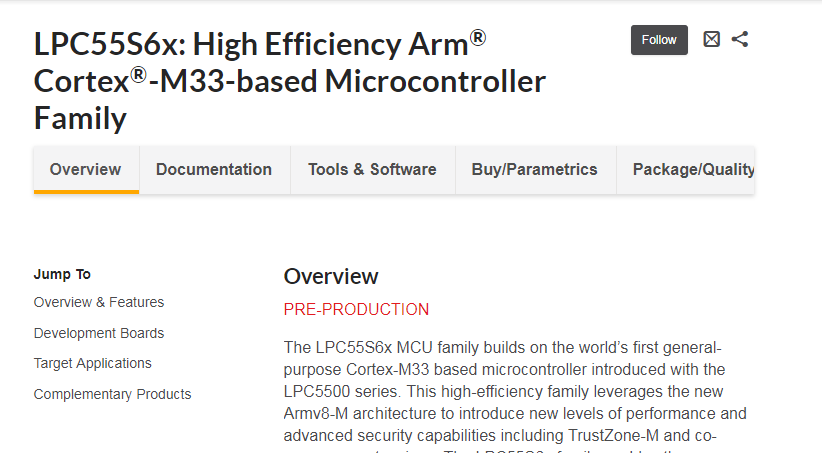 LPC55S6x: High Efficiency Arm®
Cortex®-M33-based Microcontroller
Family
Follow
Overview
Documentation
Tools & Software
Buy/Parametrics
Package/Quality
Jump To
Overview & Features
Development Boards
Target Applications
Complementary Products
Overview
PRE-PRODUCTION
The LPC55S6x MCU family builds on the world’s first general-
purpose Cortex-M33 based microcontroller introduced with the
LPC5500 series. This high-efficiency family leverages the new
Armv8-M architecture to introduce new levels of performance and
advanced security capabilities including TrustZone-M and co-